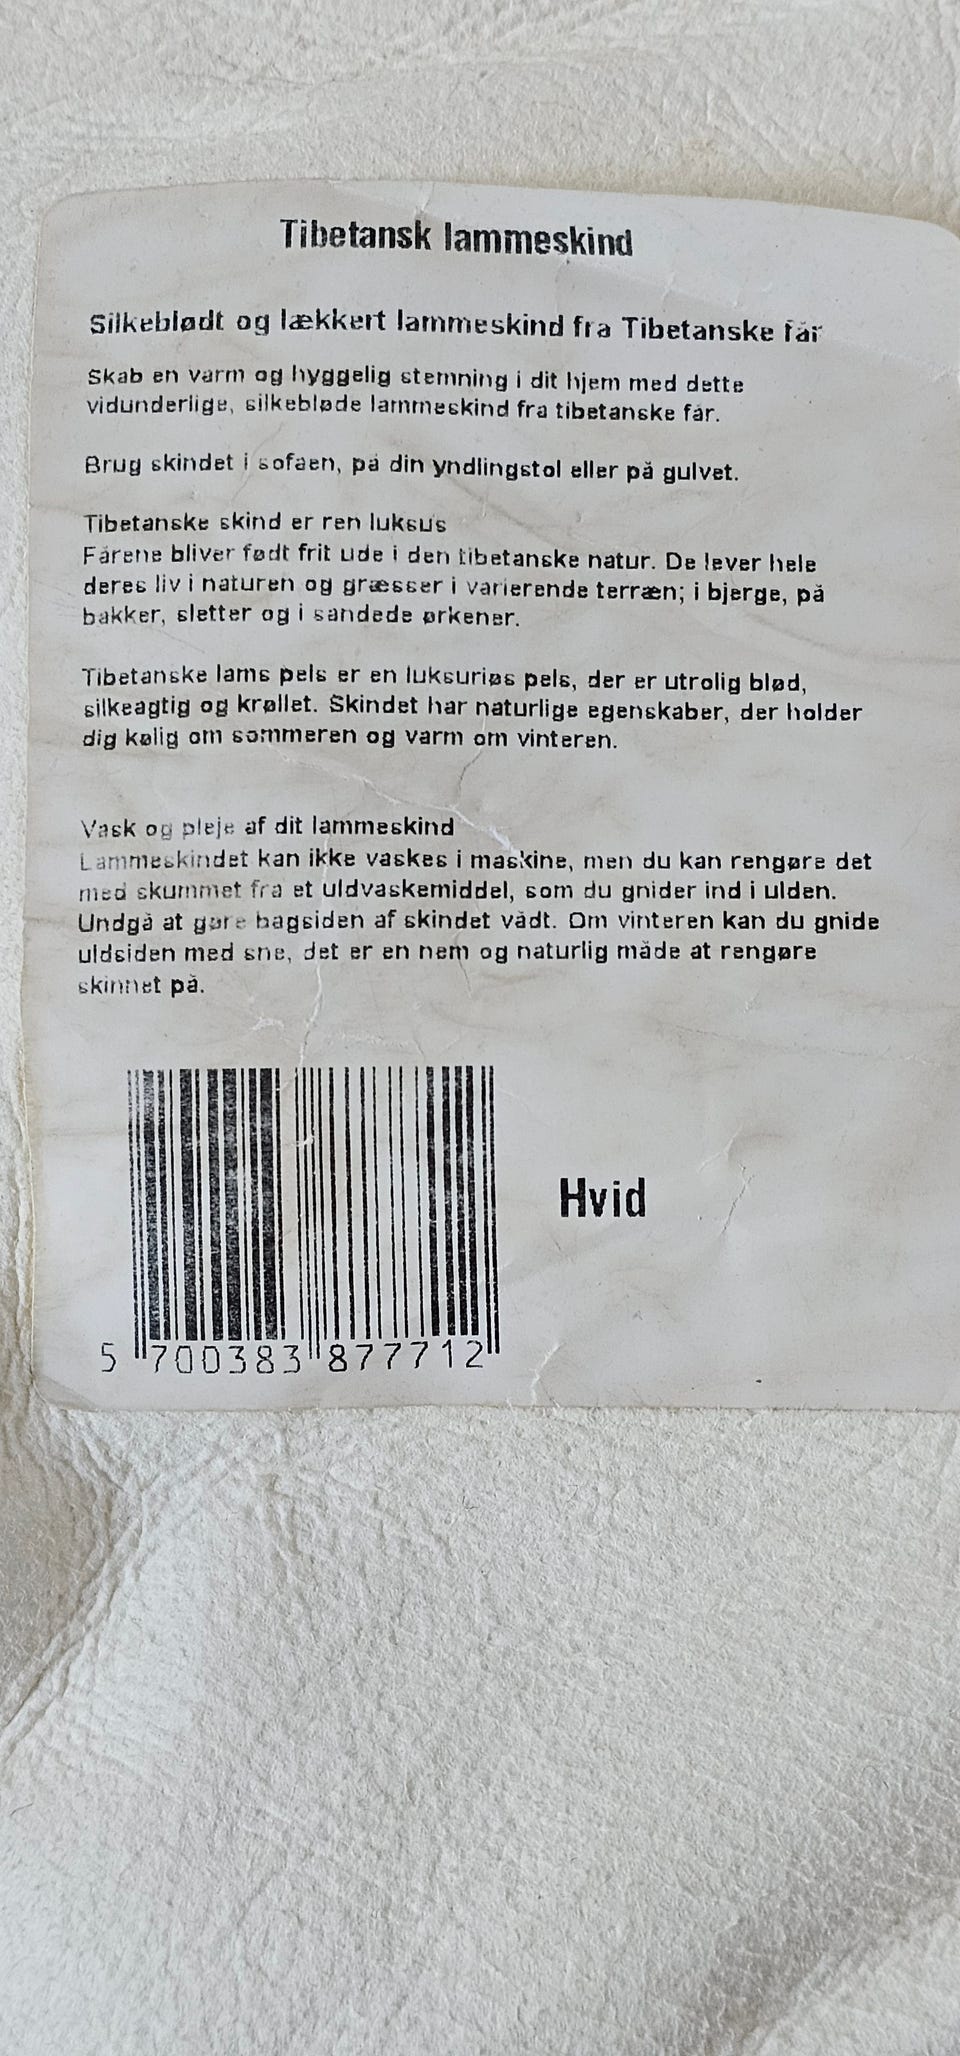 Tibetansk lammeskind
Silkeblødt og lækkert lammeskind fra Tibetanske får
Skab en varm og hyggelig stemning i dit hjem med dette
vidunderlige, silkebløde lammeskind fra tibetanske får.
Brug skindet i sofaen, på din yndlingstol eller på gulvet.
Tibetanske skind er ren luksus
Fårene bliver født frit ude i den tibetanske natur. De lever hele
deres liv i naturen og græsser i varierende terræn; i bjerge, på
bakker, sletter og i sandede ørkener.
Tibetanske lams pels er en luksuriøs pels, der er utrolig blød,
silkeagtig og krøllet. Skindet har naturlige egenskaber, der holder
dig kølig om sommeren og varm om vinteren.
Vask og pleje af dit lammeskind
Lammeskindet kan ikke vaskes i maskine, men du kan rengøre det
med skummet fra et uldvaskemiddel, som du gnider ind i ulden.
Undgå at gøre bagsiden af skindet vådt. Om vinteren kan du gnide
uldsiden med sne, det er en nem og naturlig måde at rengøre
skinnet på.
Hvid
5 700383 877712